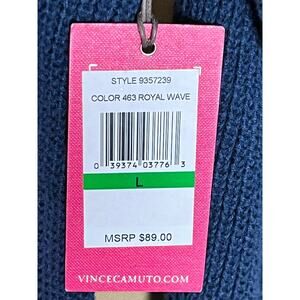 STYLE 9357239
COLOR 463 ROYAL WAVE
0 39374 03776 3
L
MSRP $89.00
VINCECAMUTO.COM